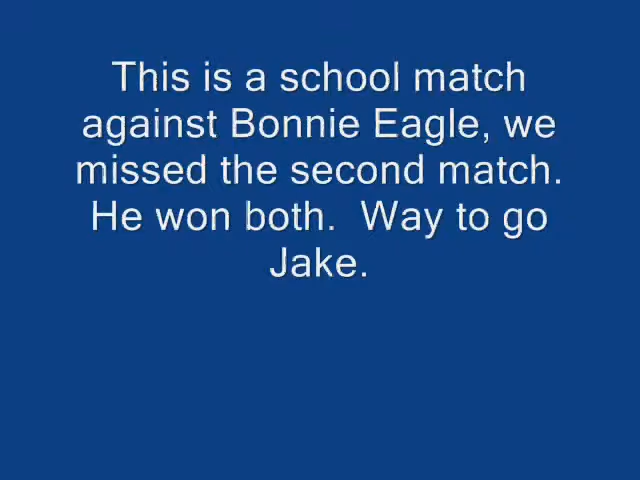 This is a school match
against Bonnie Eagle, we
missed the second match.
He won both.  Way to go
Jake.